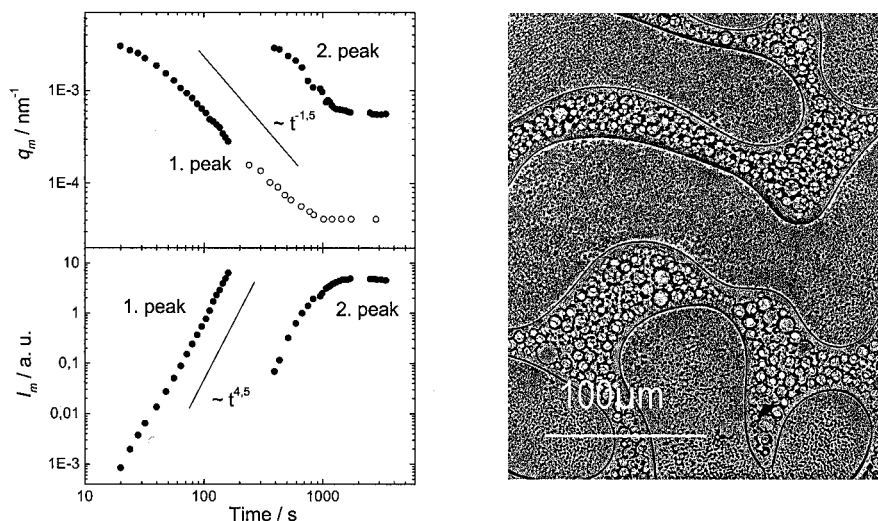 1E-3
1E-4
q_m / nm⁻¹
2. peak
~ t⁻¹,⁵
1. peak
10
1
0,1
0,01
1E-3
I_m / a. u.
1. peak
2. peak
~ t⁴,⁵
10
100
1000
Time / s
100µm